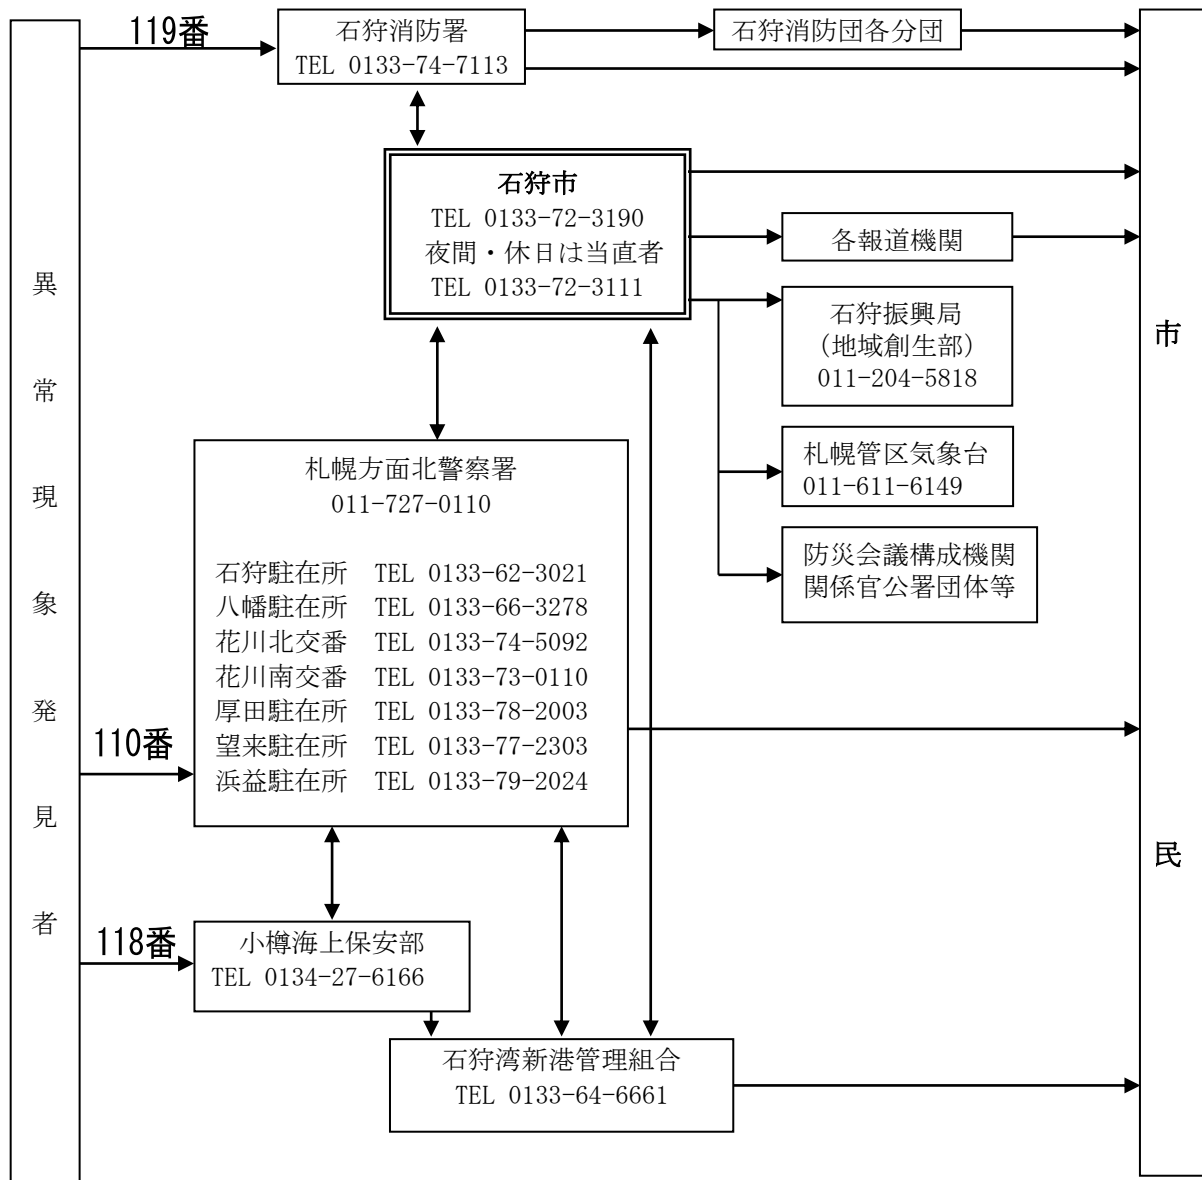 異常現象発見者
119番
石狩消防署
TEL 0133-74-7113
石狩消防団各分団
石狩市
TEL 0133-72-3190
夜間・休日は当直者
TEL 0133-72-3111
各報道機関
石狩振興局
(地域創生部)
011-204-5818
札幌管区気象台
011-611-6149
防災会議構成機関
関係官公署団体等
110番
札幌方面北警察署
011-727-0110
石狩駐在所 TEL 0133-62-3021
八幡駐在所 TEL 0133-66-3278
花川北交番 TEL 0133-74-5092
花川南交番 TEL 0133-73-0110
厚田駐在所 TEL 0133-78-2003
望来駐在所 TEL 0133-77-2303
浜益駐在所 TEL 0133-79-2024
118番
小樽海上保安部
TEL 0134-27-6166
石狩湾新港管理組合
TEL 0133-64-6661
市民